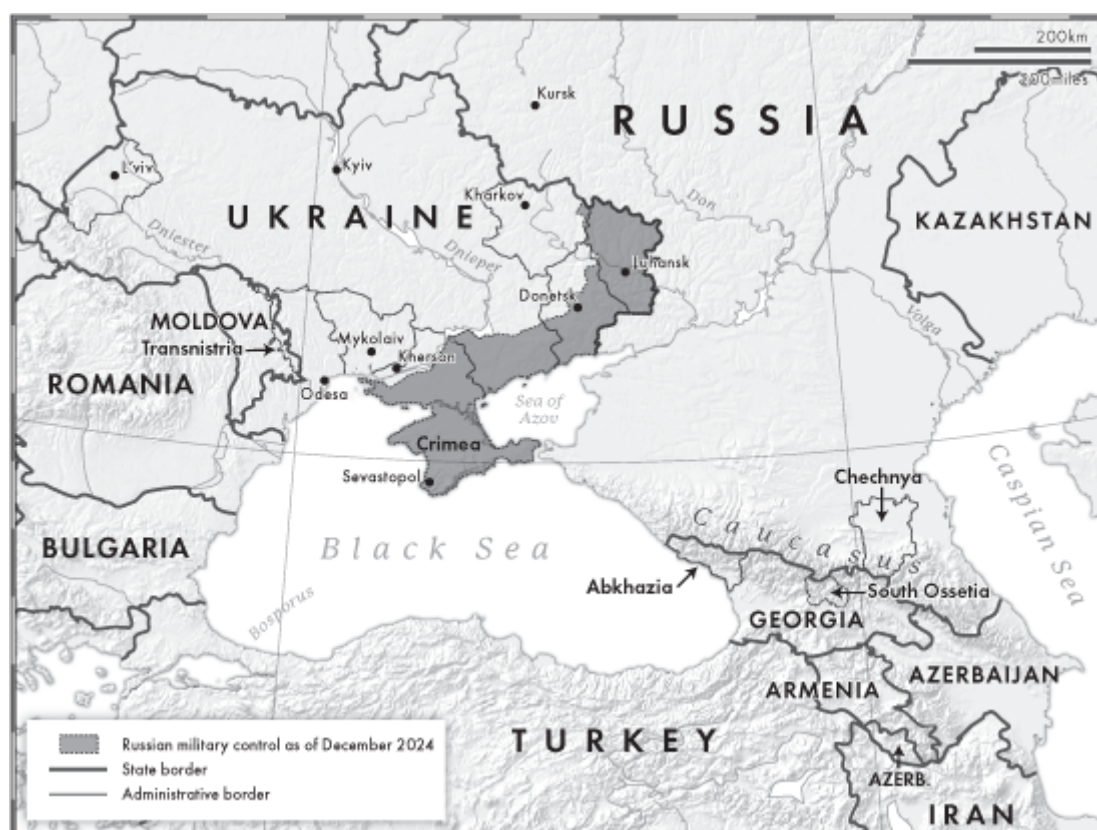 200km
200miles
Kursk
RUSSIA
L'viv
Kyiv
Kharkov
Don
UKRAINE
KAZAKHSTAN
Dniester
Dnieper
Luhansk
Donetsk
Volga
MOLDOVA
Transnistria
Mykolaiv
Kherson
ROMANIA
Odesa
Sea of
Azov
Crimea
Sevastopol
Chechnya
Caspian Sea
Caucasus
Black Sea
BULGARIA
Abkhazia
South Ossetia
Bosporus
GEORGIA
AZERBAIJAN
ARMENIA
TURKEY
AZERB.
IRAN
Russian military control as of December 2024
State border
Administrative border